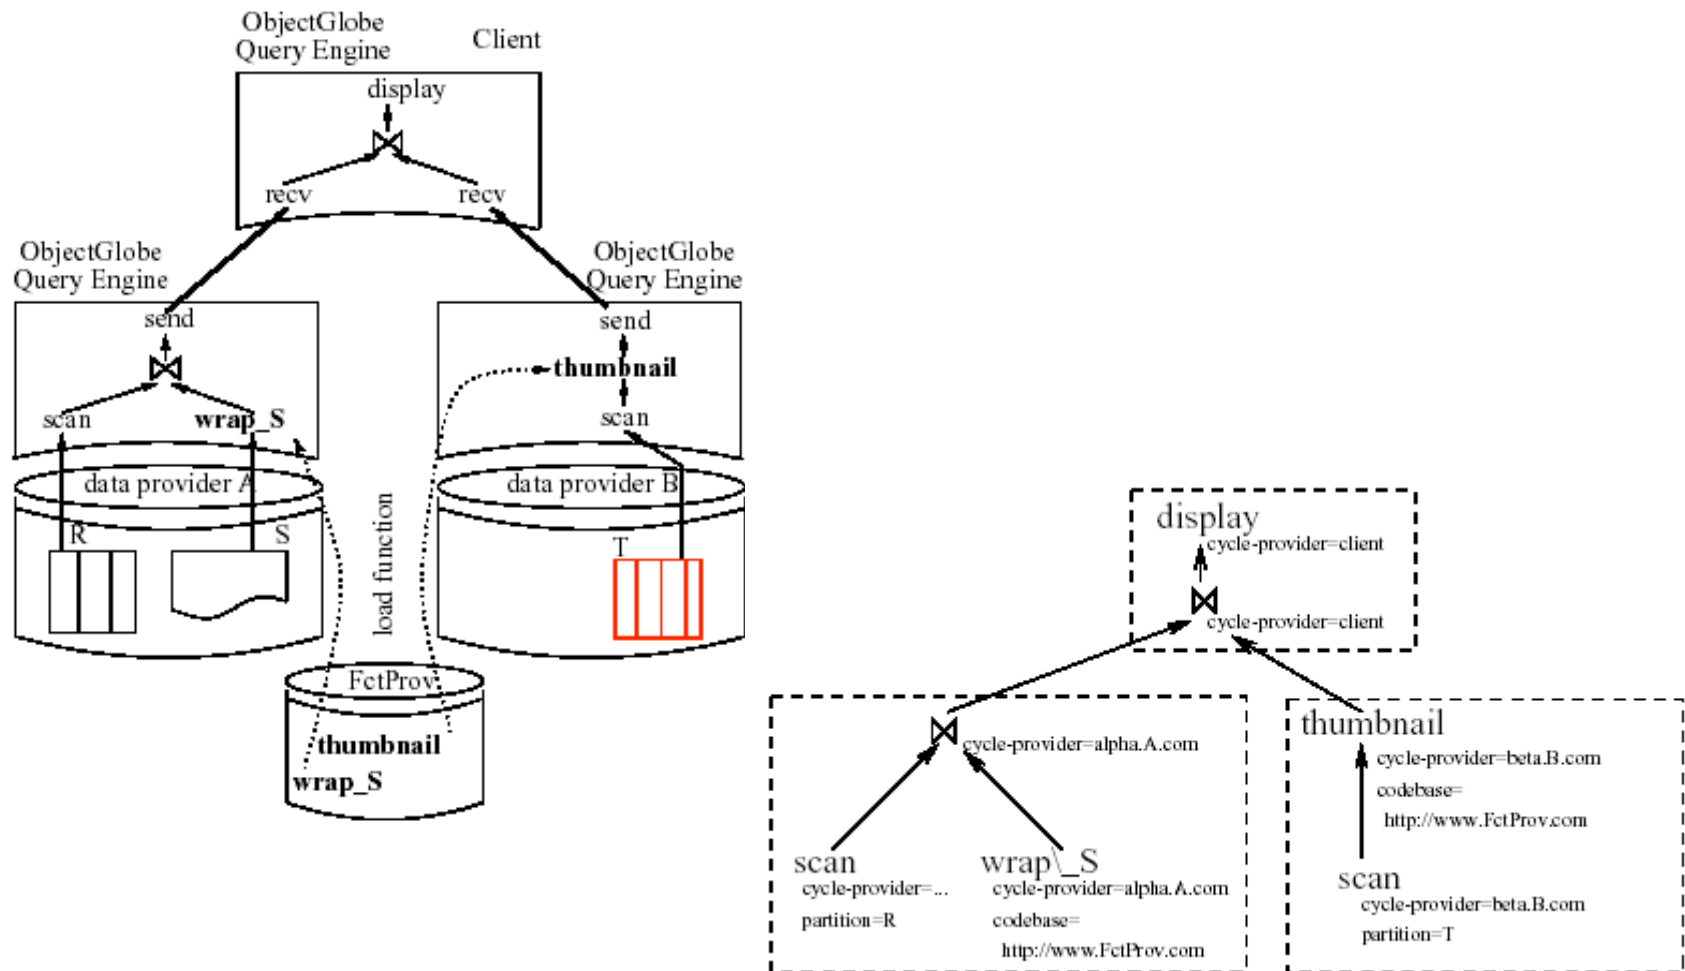 ObjectGlobe
Query Engine
Client
display
recv
recv
ObjectGlobe
Query Engine
ObjectGlobe
Query Engine
send
scan
wrap_S
send
thumbnail
scan
data provider A
R
S
data provider B
T
load function
FctProv
thumbnail
wrap_S
display
cycle-provider=client
cycle-provider=client
cycle-provider=alpha.A.com
scan
cycle-provider=...
partition=R
wrap\_S
cycle-provider=alpha.A.com
codebase=
http://www.FctProv.com
thumbnail
cycle-provider=beta.B.com
codebase=
http://www.FctProv.com
scan
cycle-provider=beta.B.com
partition=T